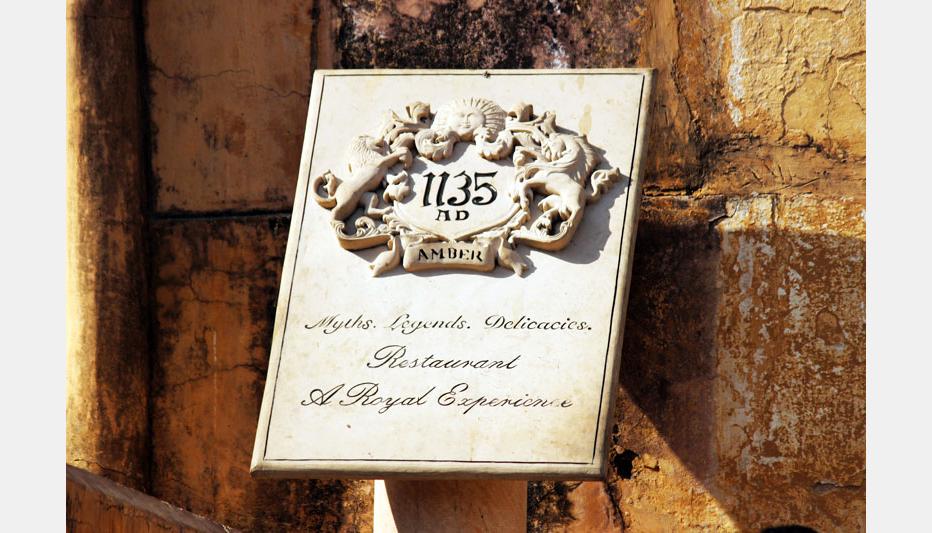 1135
AD
AMBER
Myths. Legends. Delicacies.
Restaurant
A Royal Experience